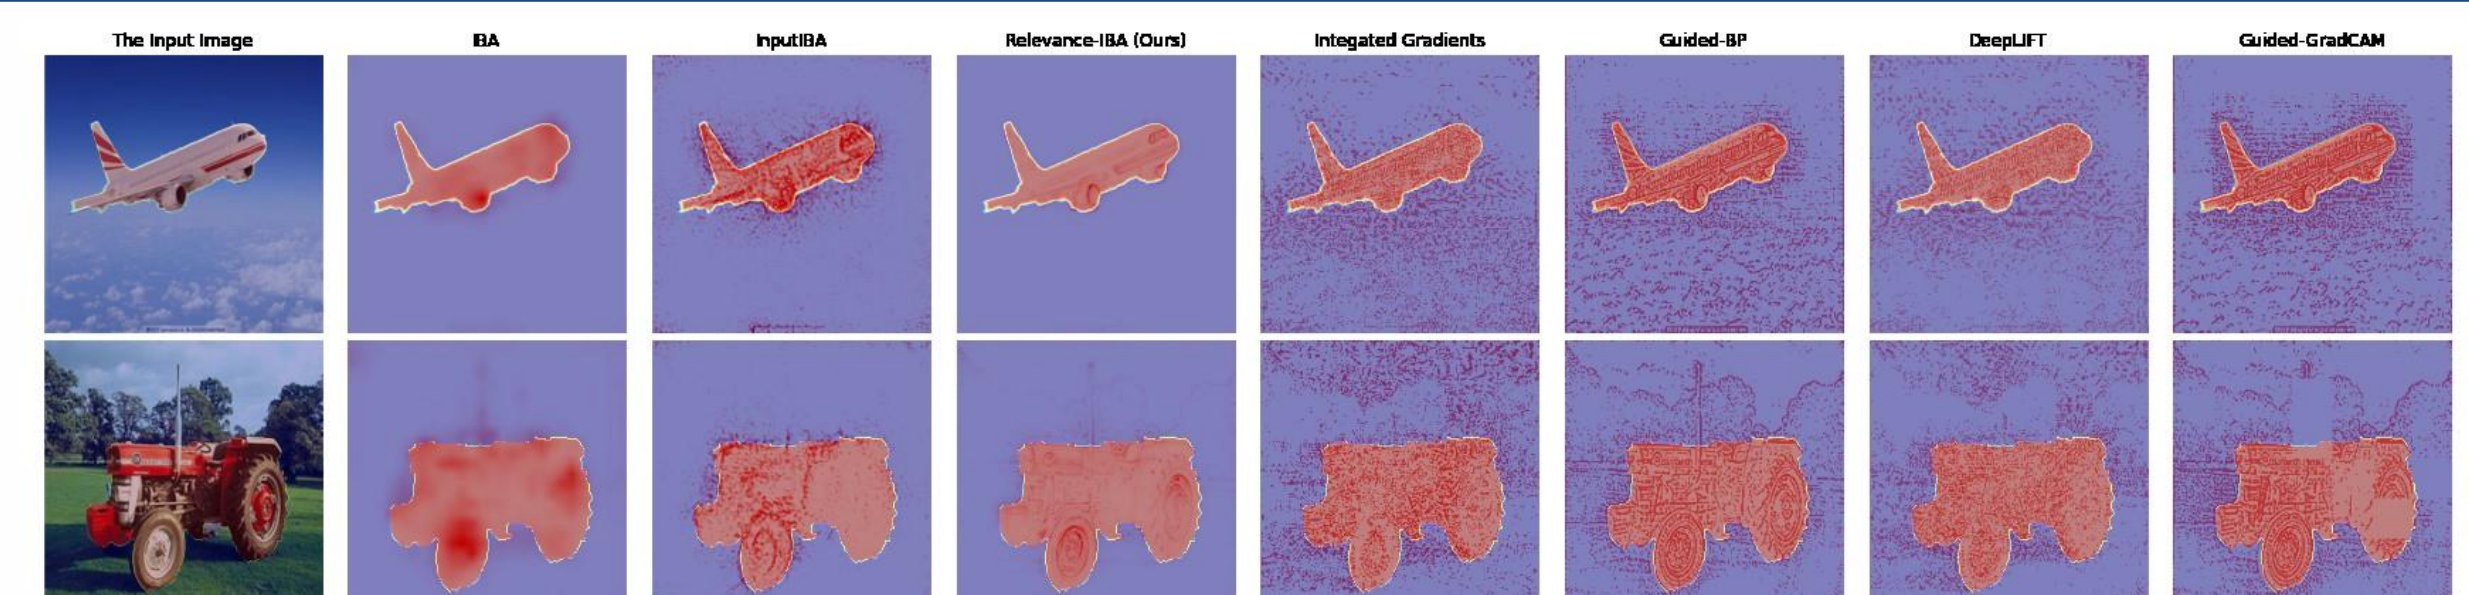 The Input Image
IBA
InputIBA
Relevance-IBA (Ours)
Integated Gradients
Guided-BP
DeepLIFT
Guided-GradCAM